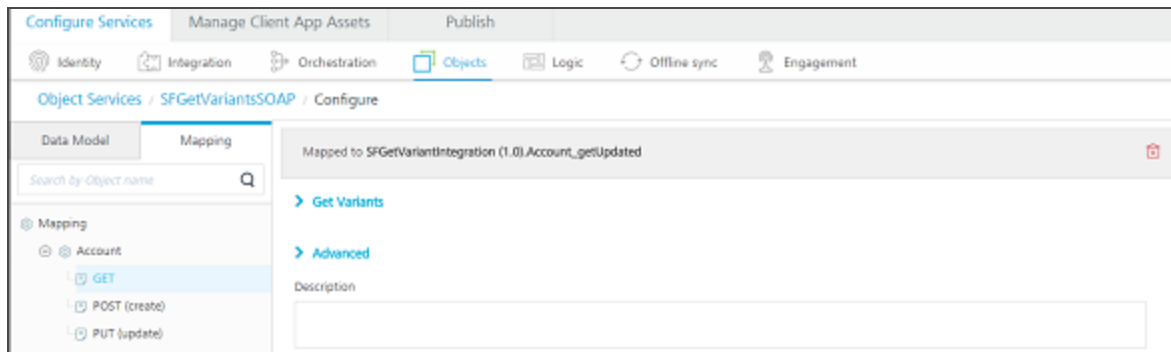 Configure Services Manage Client App Assets Publish
Identity Integration Orchestration Objects Logic Offline sync Engagement
Object Services / SFGetVariantsSOAP / Configure
Data Model Mapping
Search by Object name
Mapping
Account
GET
POST (create)
PUT (update)
Mapped to SFGetVariantIntegration (1.0).Account_getUpdated
Get Variants
Advanced
Description